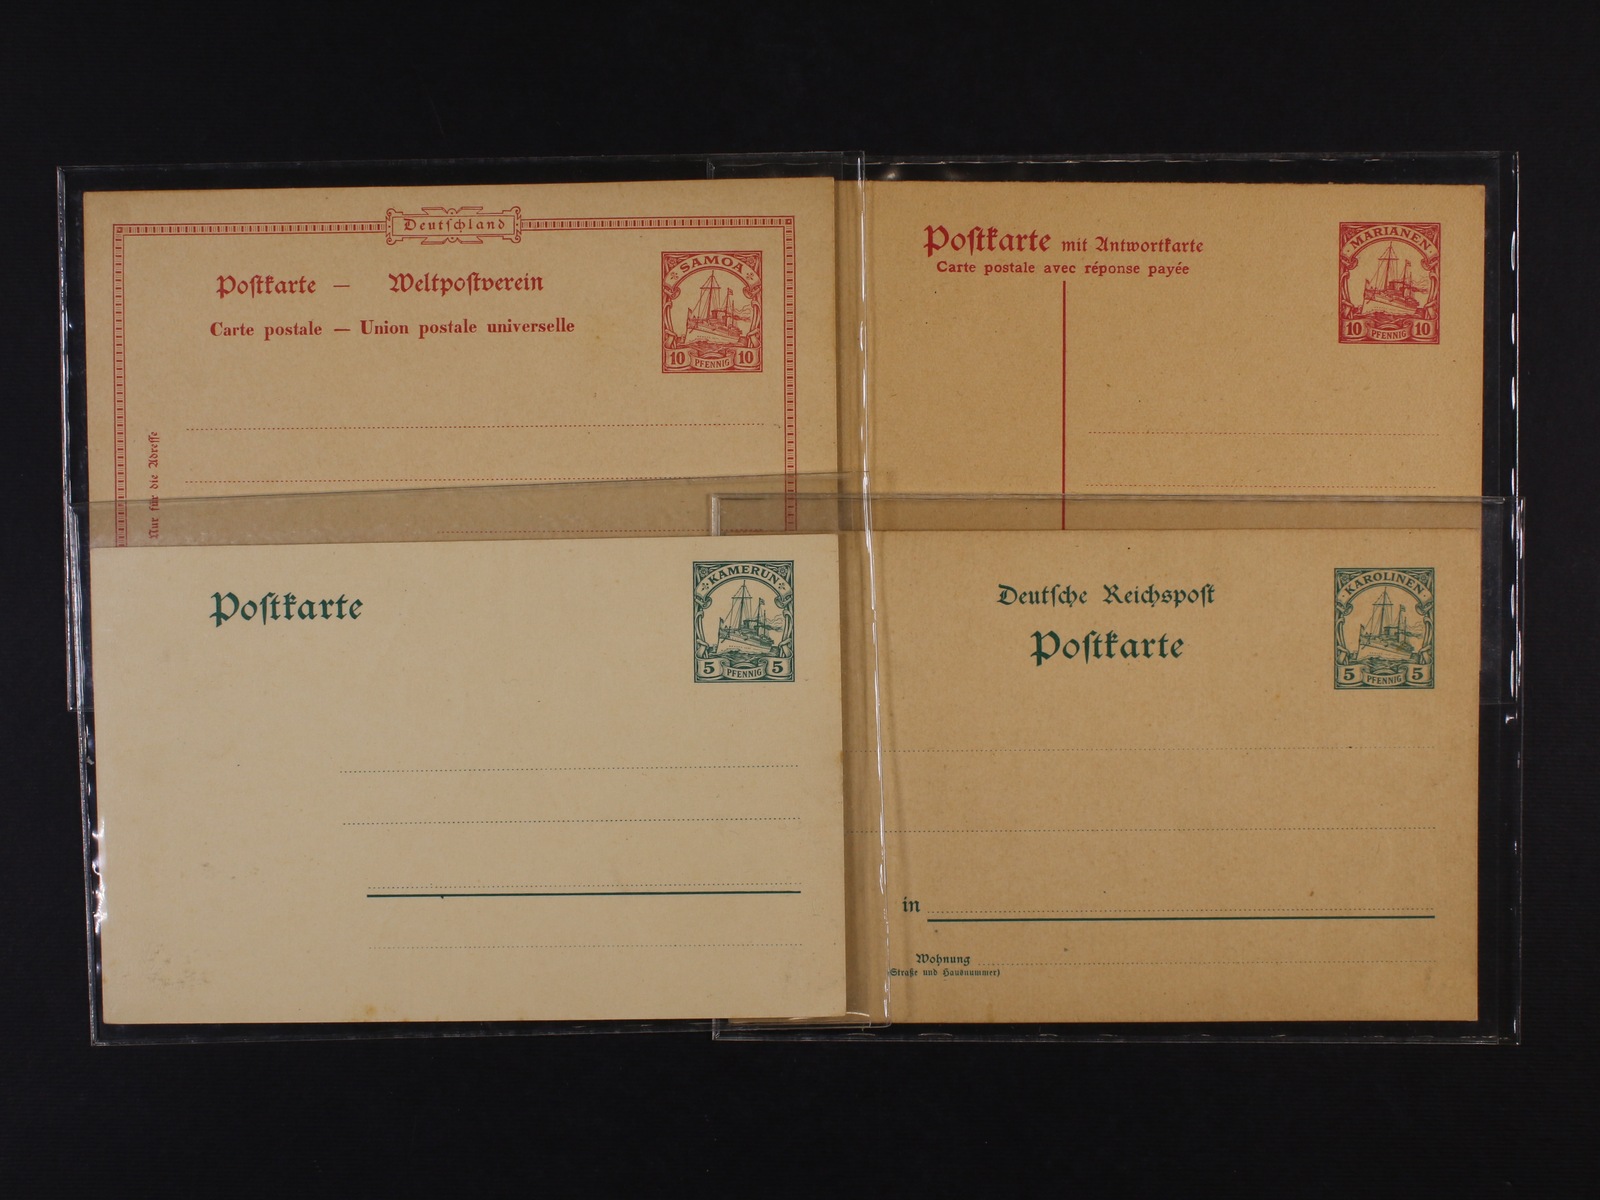 Deutschland
Postkarte — Weltpostverein
Carte postale — Union postale universelle
Nur für die Adresse
SAMOA
10 PFENNIG 10
Postkarte mit Antwortkarte
Carte postale avec réponse payée
MARIANEN
10 PFENNIG 10
Postkarte
KAMERUN
5 PFENNIG 5
Deutsche Reichspost
Postkarte
KAROLINEN
5 PFENNIG 5
in
Wohnung
(Straße und Hausnummer)